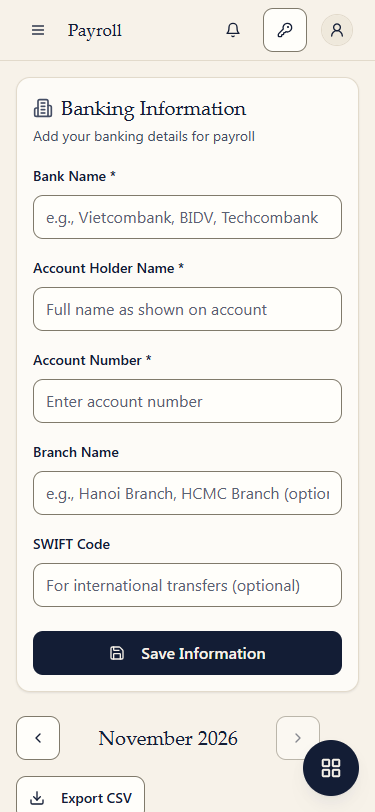 Payroll
Banking Information
Add your banking details for payroll
Bank Name *
e.g., Vietcombank, BIDV, Techcombank
Account Holder Name *
Full name as shown on account
Account Number *
Enter account number
Branch Name
e.g., Hanoi Branch, HCMC Branch (option
SWIFT Code
For international transfers (optional)
Save Information
November 2026
Export CSV